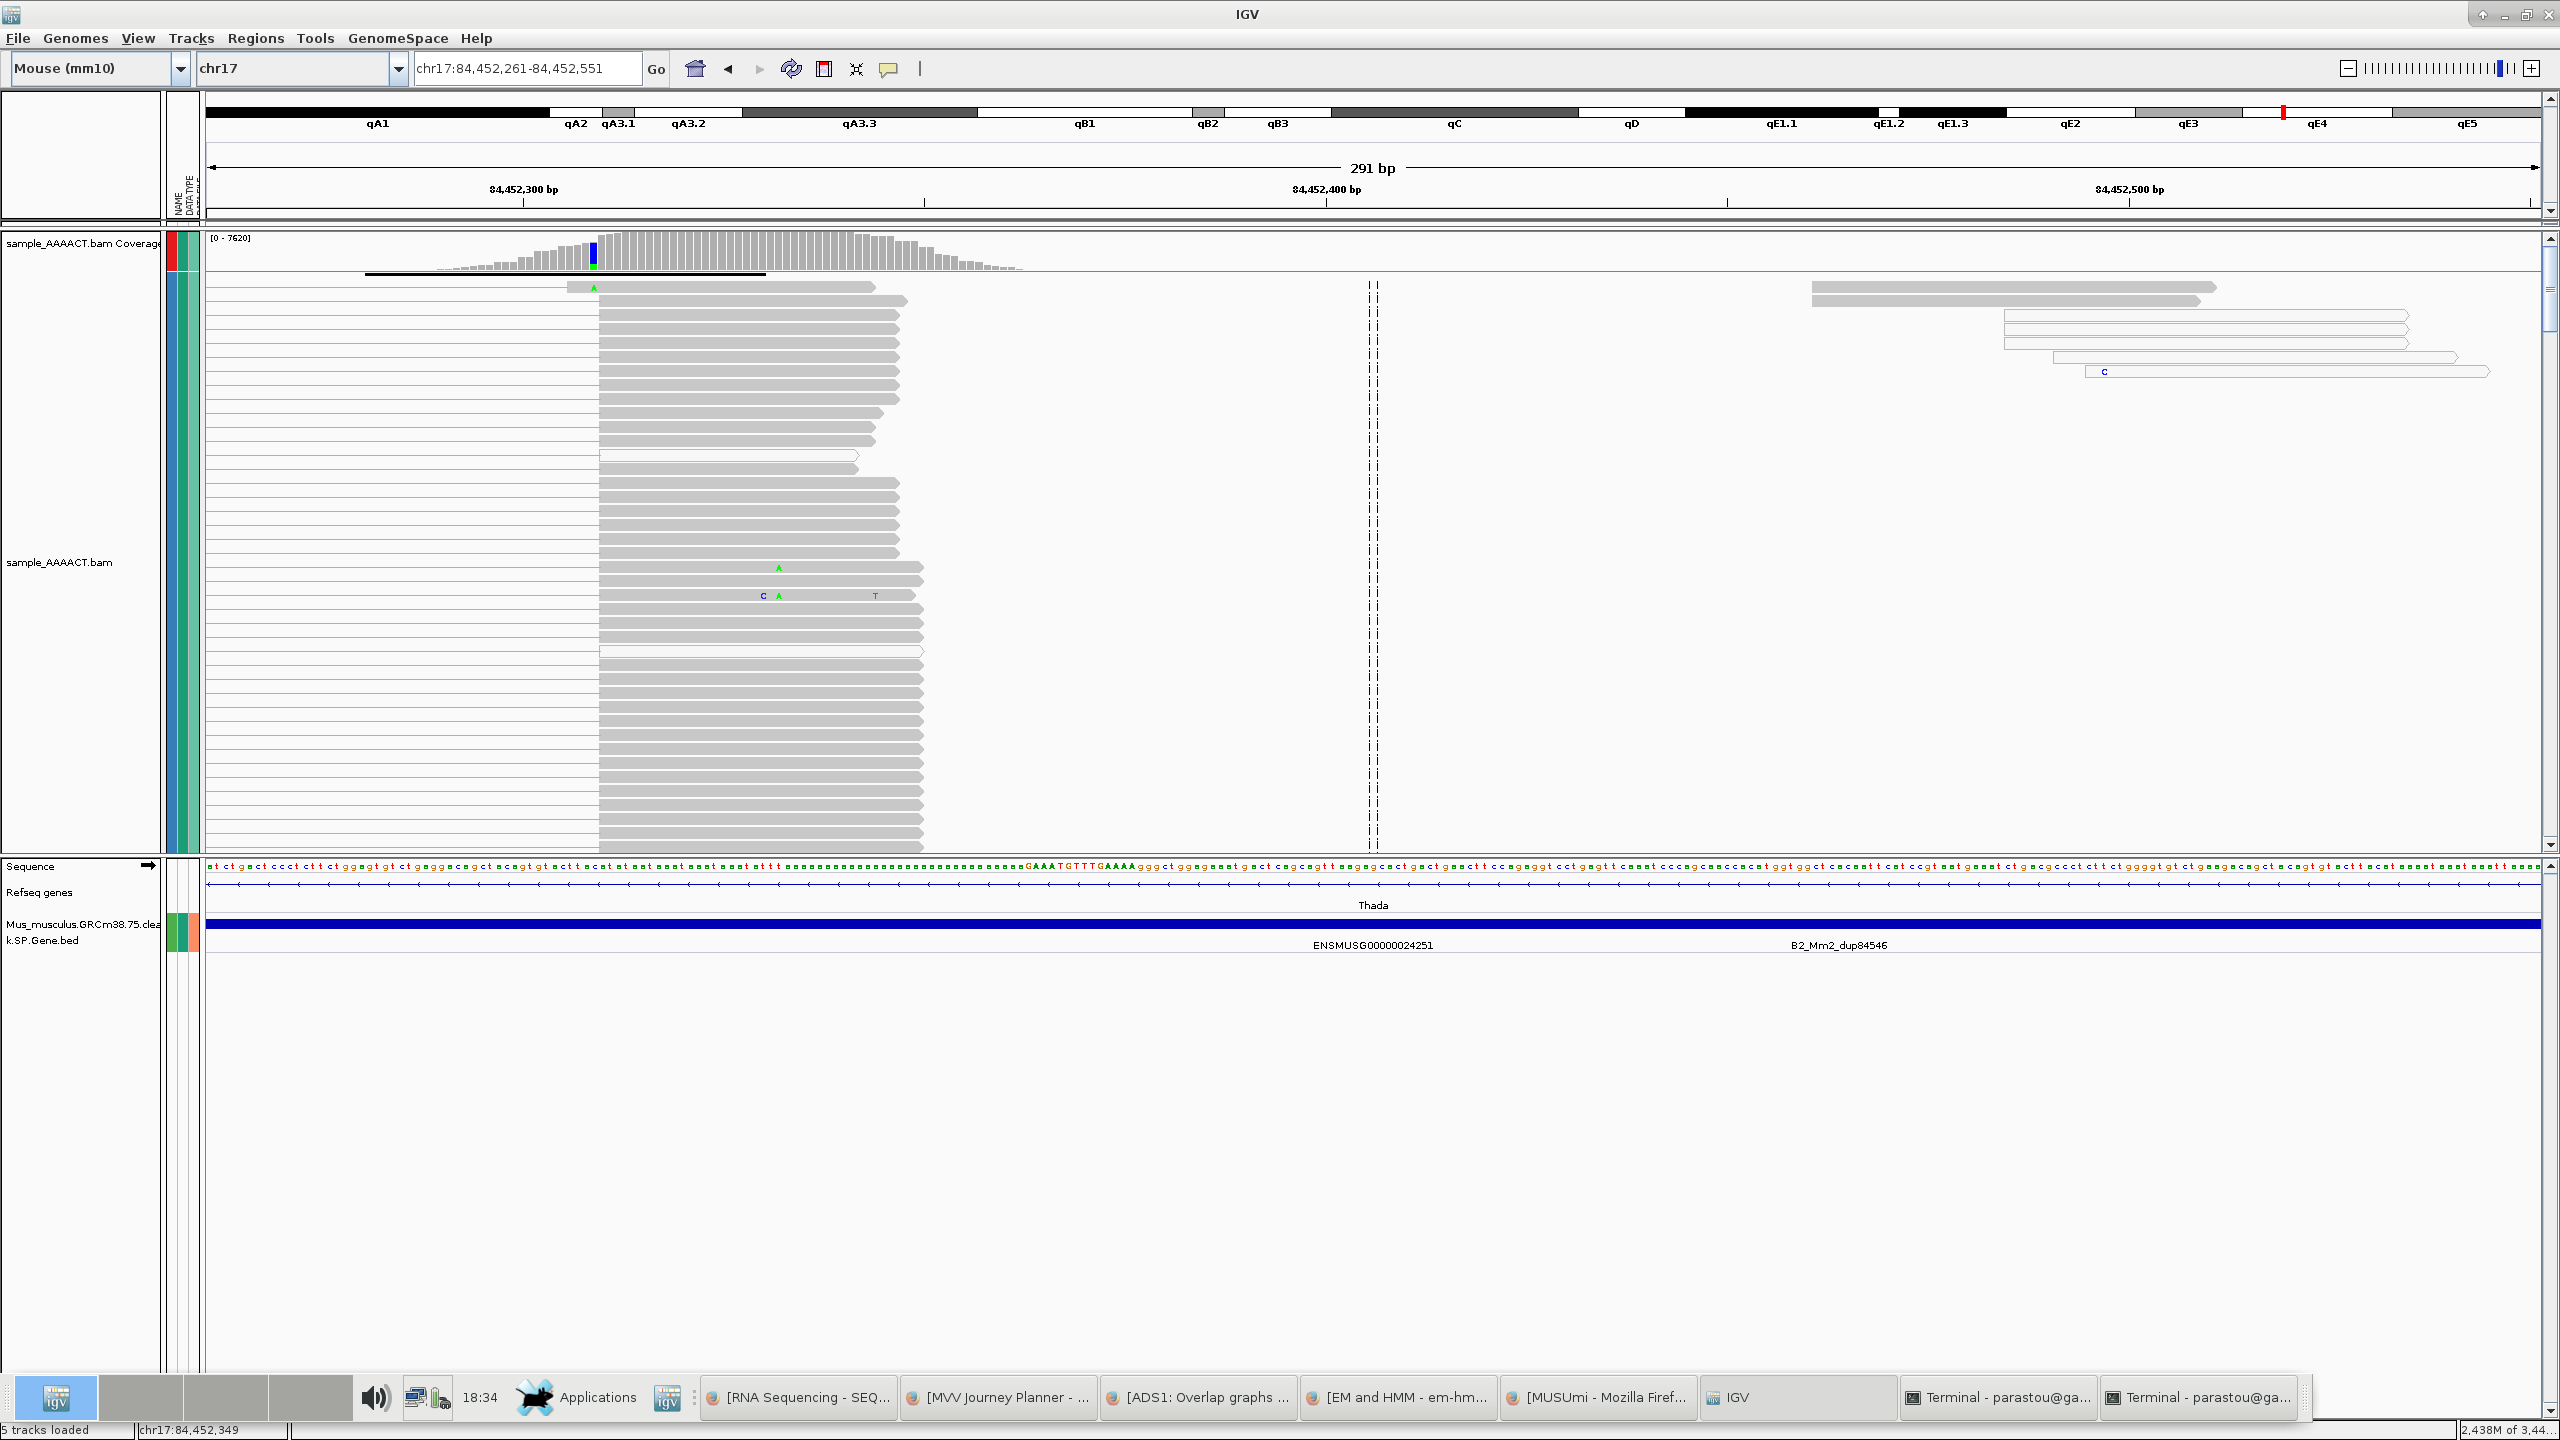 IGV
File Genomes View Tracks Regions Tools GenomeSpace Help
Mouse (mm10) chr17 chr17:84,452,261-84,452,551 Go
qA1 qA2 qA3.1 qA3.2 qA3.3 qB1 qB2 qB3 qC qD qE1.1 qE1.2 qE1.3 qE2 qE3 qE4 qE5
291 bp
84,452,300 bp 84,452,400 bp 84,452,500 bp
NAME
DATA TYPE
sample_AAAACT.bam Coverage
[0 - 7620]
A
C
A
sample_AAAACT.bam
C A T
Sequence
Refseq genes
Thada
Mus_musculus.GRCm38.75.clea
k.SP.Gene.bed
ENSMUSG00000024251 B2_Mm2_dup84546
igv 18:34 Applications igv [RNA Sequencing - SEQ... [MVV Journey Planner - ... [ADS1: Overlap graphs ... [EM and HMM - em-hm... [MUSUmi - Mozilla Firef... IGV Terminal - parastou@ga... Terminal - parastou@ga...
5 tracks loaded chr17:84,452,349 2,438M of 3,44...